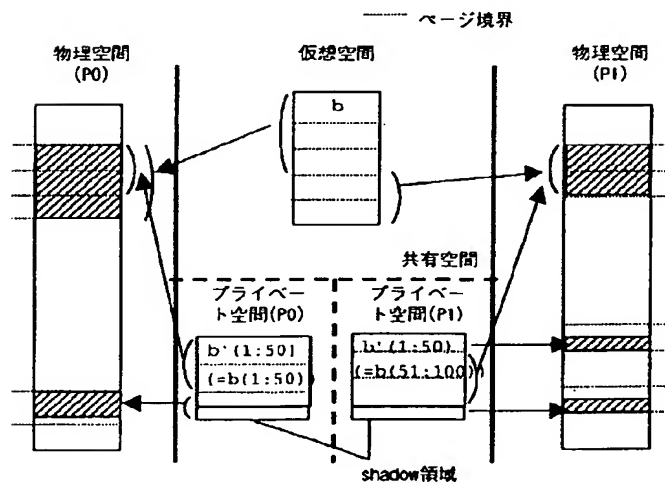 ページ境界
物理空間
(P0)
仮想空間
物理空間
(P1)
b
共有空間
プライベー
ト空間(P0)
プライベー
ト空間(P1)
b'(1:50)
(=b(1:50))
b'(1:50)
(=b(51:100))
shadow領域